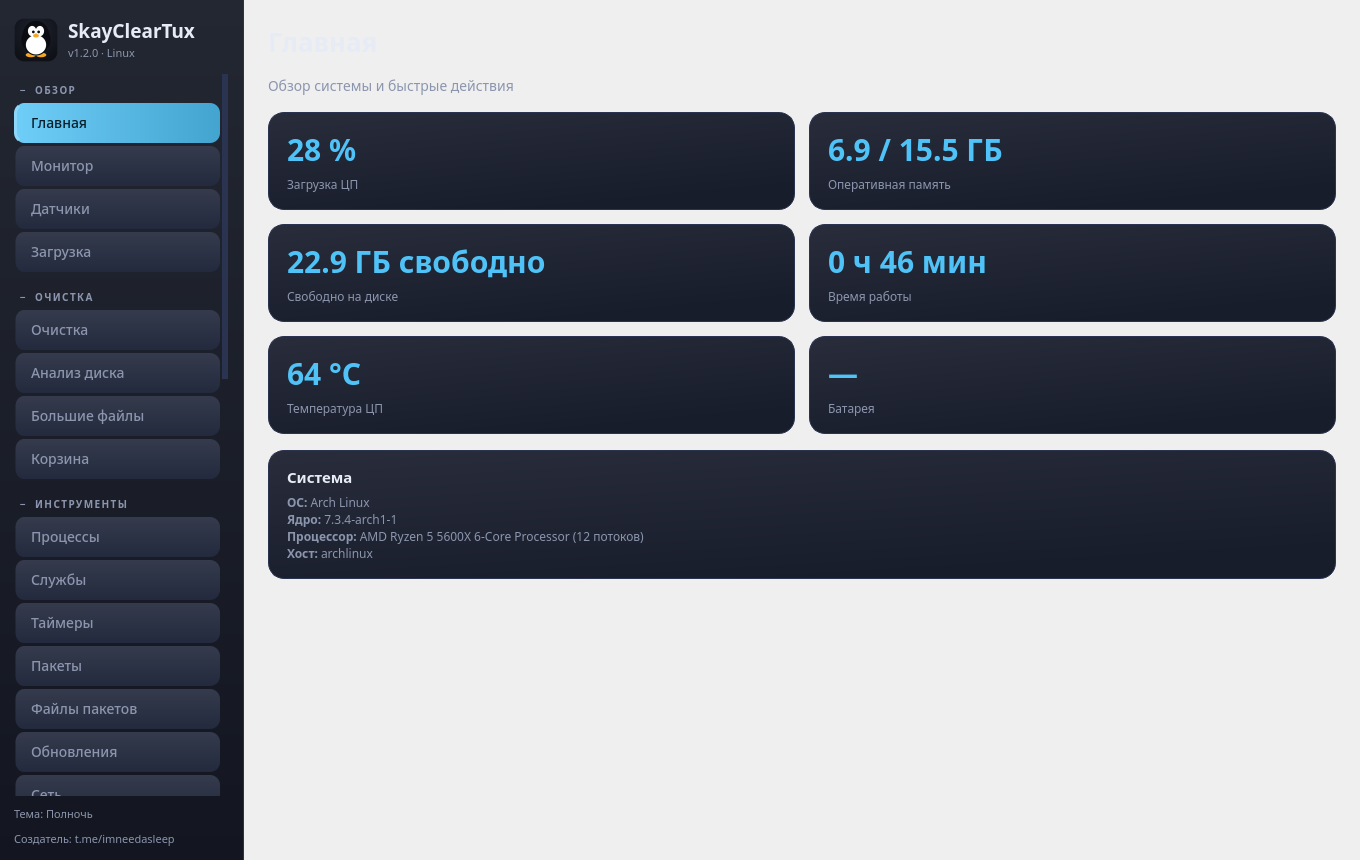 SkayClearTux
v1.2.0 · Linux
– ОБЗОР
Главная
Монитор
Датчики
Загрузка
– ОЧИСТКА
Очистка
Анализ диска
Большие файлы
Корзина
– ИНСТРУМЕНТЫ
Процессы
Службы
Таймеры
Пакеты
Файлы пакетов
Обновления
Сеть
Тема: Полночь
Создатель: t.me/imneedasleep
Главная
Обзор системы и быстрые действия
28 %
Загрузка ЦП
6.9 / 15.5 ГБ
Оперативная память
22.9 ГБ свободно
Свободно на диске
0 ч 46 мин
Время работы
64 °C
Температура ЦП
—
Батарея
Система
ОС: Arch Linux
Ядро: 7.3.4-arch1-1
Процессор: AMD Ryzen 5 5600X 6-Core Processor (12 потоков)
Хост: archlinux